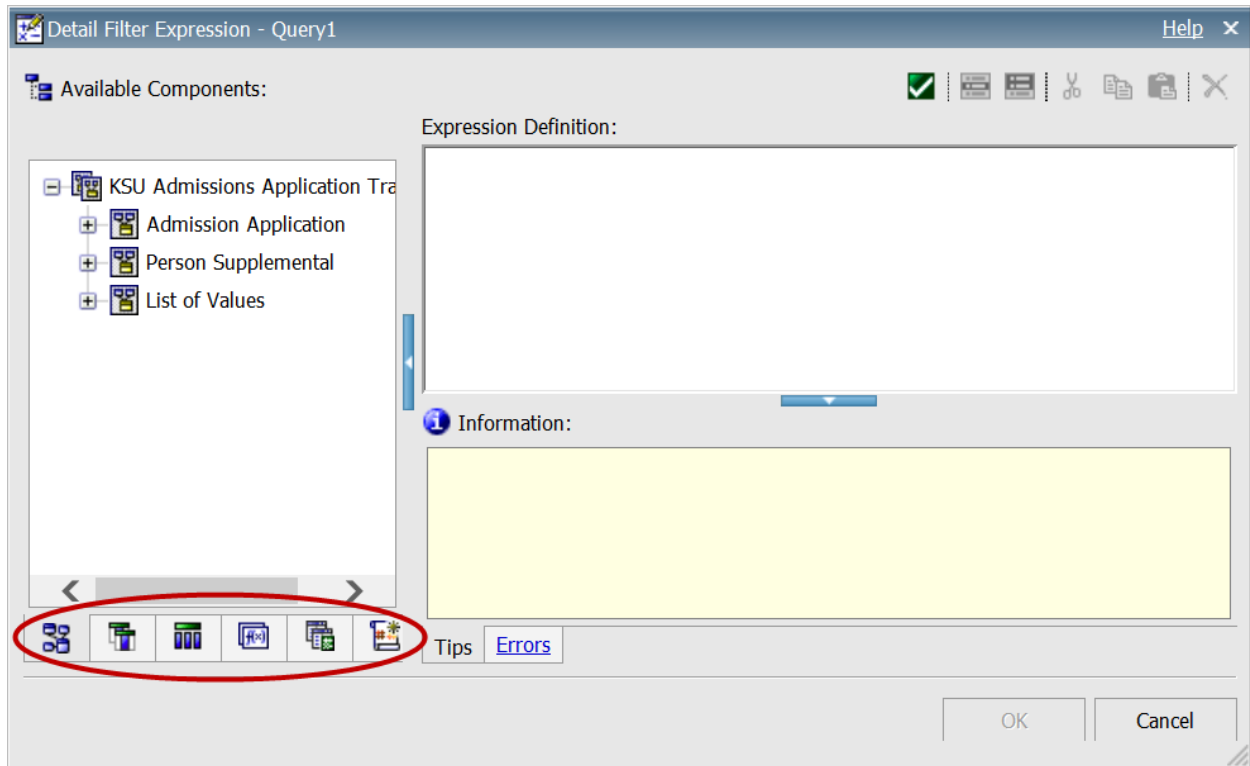 Detail Filter Expression - Query1
Help
Available Components:
Expression Definition:
KSU Admissions Application Tra
Admission Application
Person Supplemental
List of Values
Information:
f(x)
Tips
Errors
OK
Cancel